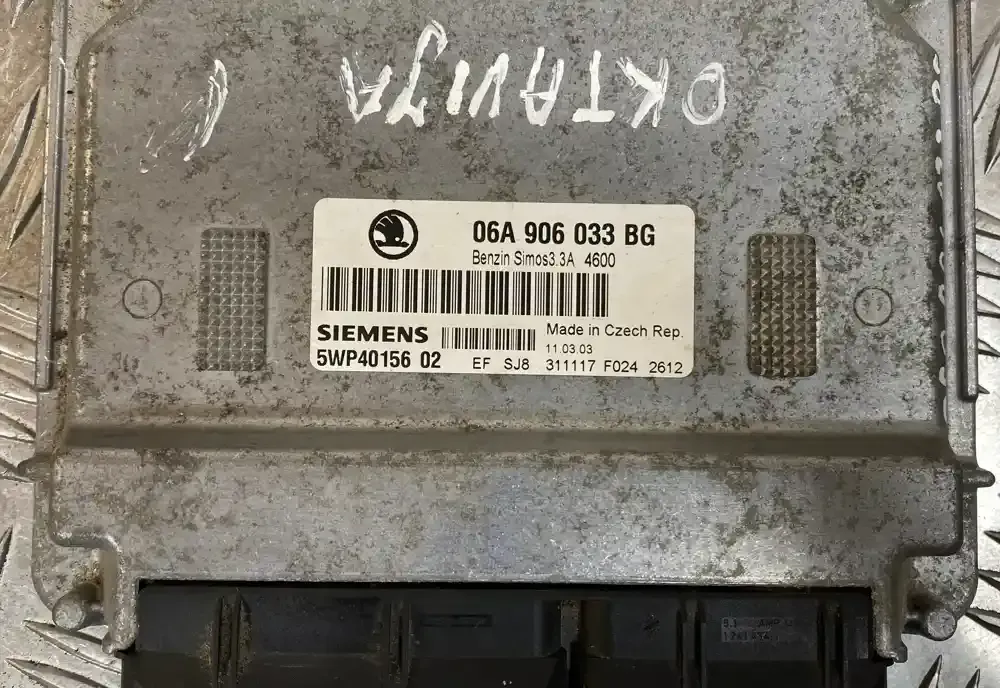 OKTAVIJA
06A 906 033 BG
Benzin Simos3.3A 4600
SIEMENS
Made in Czech Rep.
11.03.03
5WP40156 02
EF SJ8 311117 F024 2612